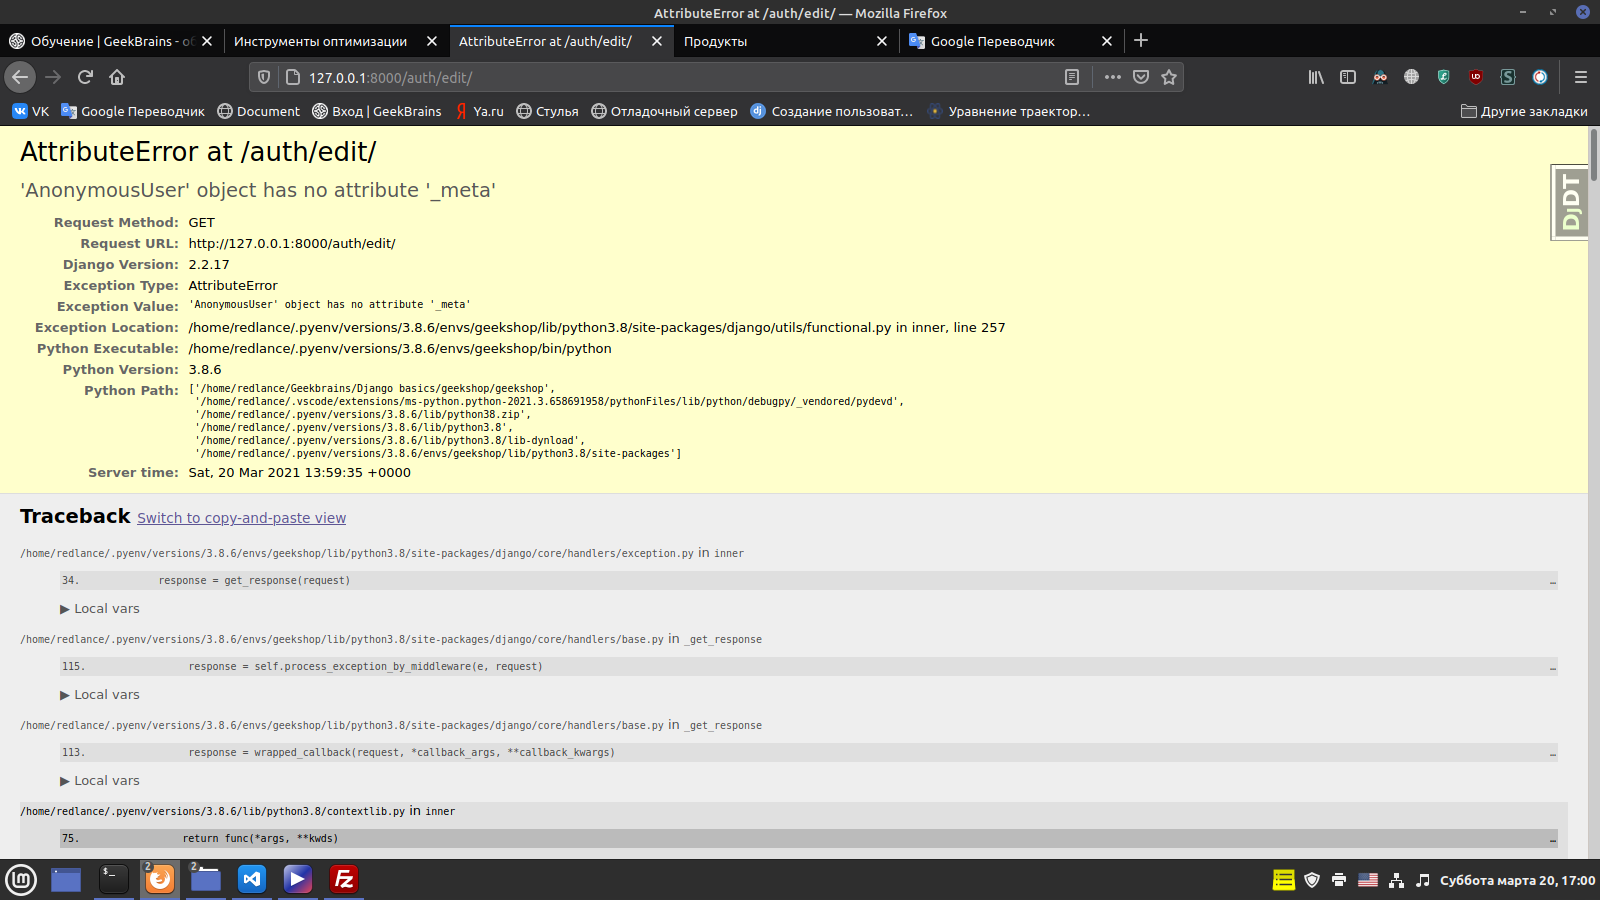 AttributeError at /auth/edit/ — Mozilla Firefox
Обучение | GeekBrains - об
Инструменты оптимизации
AttributeError at /auth/edit/
Продукты
Google Переводчик
127.0.0.1:8000/auth/edit/
VK
Google Переводчик
Document
Вход | GeekBrains
Ya.ru
Стулья
Отладочный сервер
Создание пользоват…
Уравнение траектор…
Другие закладки
AttributeError at /auth/edit/
'AnonymousUser' object has no attribute '_meta'
DjDT
Request Method: GET
Request URL: http://127.0.0.1:8000/auth/edit/
Django Version: 2.2.17
Exception Type: AttributeError
Exception Value: 'AnonymousUser' object has no attribute '_meta'
Exception Location: /home/redlance/.pyenv/versions/3.8.6/envs/geekshop/lib/python3.8/site-packages/django/utils/functional.py in inner, line 257
Python Executable: /home/redlance/.pyenv/versions/3.8.6/envs/geekshop/bin/python
Python Version: 3.8.6
Python Path: ['/home/redlance/Geekbrains/Django basics/geekshop/geekshop',
'/home/redlance/.vscode/extensions/ms-python.python-2021.3.658691958/pythonFiles/lib/python/debugpy/_vendored/pydevd',
'/home/redlance/.pyenv/versions/3.8.6/lib/python38.zip',
'/home/redlance/.pyenv/versions/3.8.6/lib/python3.8',
'/home/redlance/.pyenv/versions/3.8.6/lib/python3.8/lib-dynload',
'/home/redlance/.pyenv/versions/3.8.6/envs/geekshop/lib/python3.8/site-packages']
Server time: Sat, 20 Mar 2021 13:59:35 +0000
Traceback Switch to copy-and-paste view
/home/redlance/.pyenv/versions/3.8.6/envs/geekshop/lib/python3.8/site-packages/django/core/handlers/exception.py in inner
34. response = get_response(request) …
▶ Local vars
/home/redlance/.pyenv/versions/3.8.6/envs/geekshop/lib/python3.8/site-packages/django/core/handlers/base.py in _get_response
115. response = self.process_exception_by_middleware(e, request) …
▶ Local vars
/home/redlance/.pyenv/versions/3.8.6/envs/geekshop/lib/python3.8/site-packages/django/core/handlers/base.py in _get_response
113. response = wrapped_callback(request, *callback_args, **callback_kwargs) …
▶ Local vars
/home/redlance/.pyenv/versions/3.8.6/lib/python3.8/contextlib.py in inner
75. return func(*args, **kwds) …
2
2
Суббота марта 20, 17:00